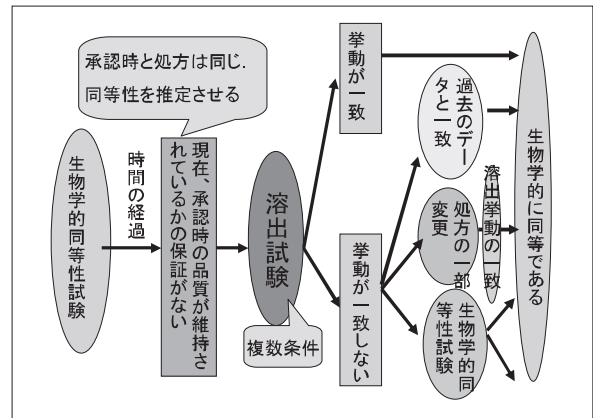 承認時と処方は同じ.
同等性を推定させる
生物学的同等性試験
時間の経過
現在、承認時の品質が維持さ
れているかの保証がない
溶出試験
複数条件
挙動が一致
挙動が一致しない
過去のデー
タと一致
処方の一部
変更
溶出挙動の一致
生物学的同
等性試験
生物学的に同等である